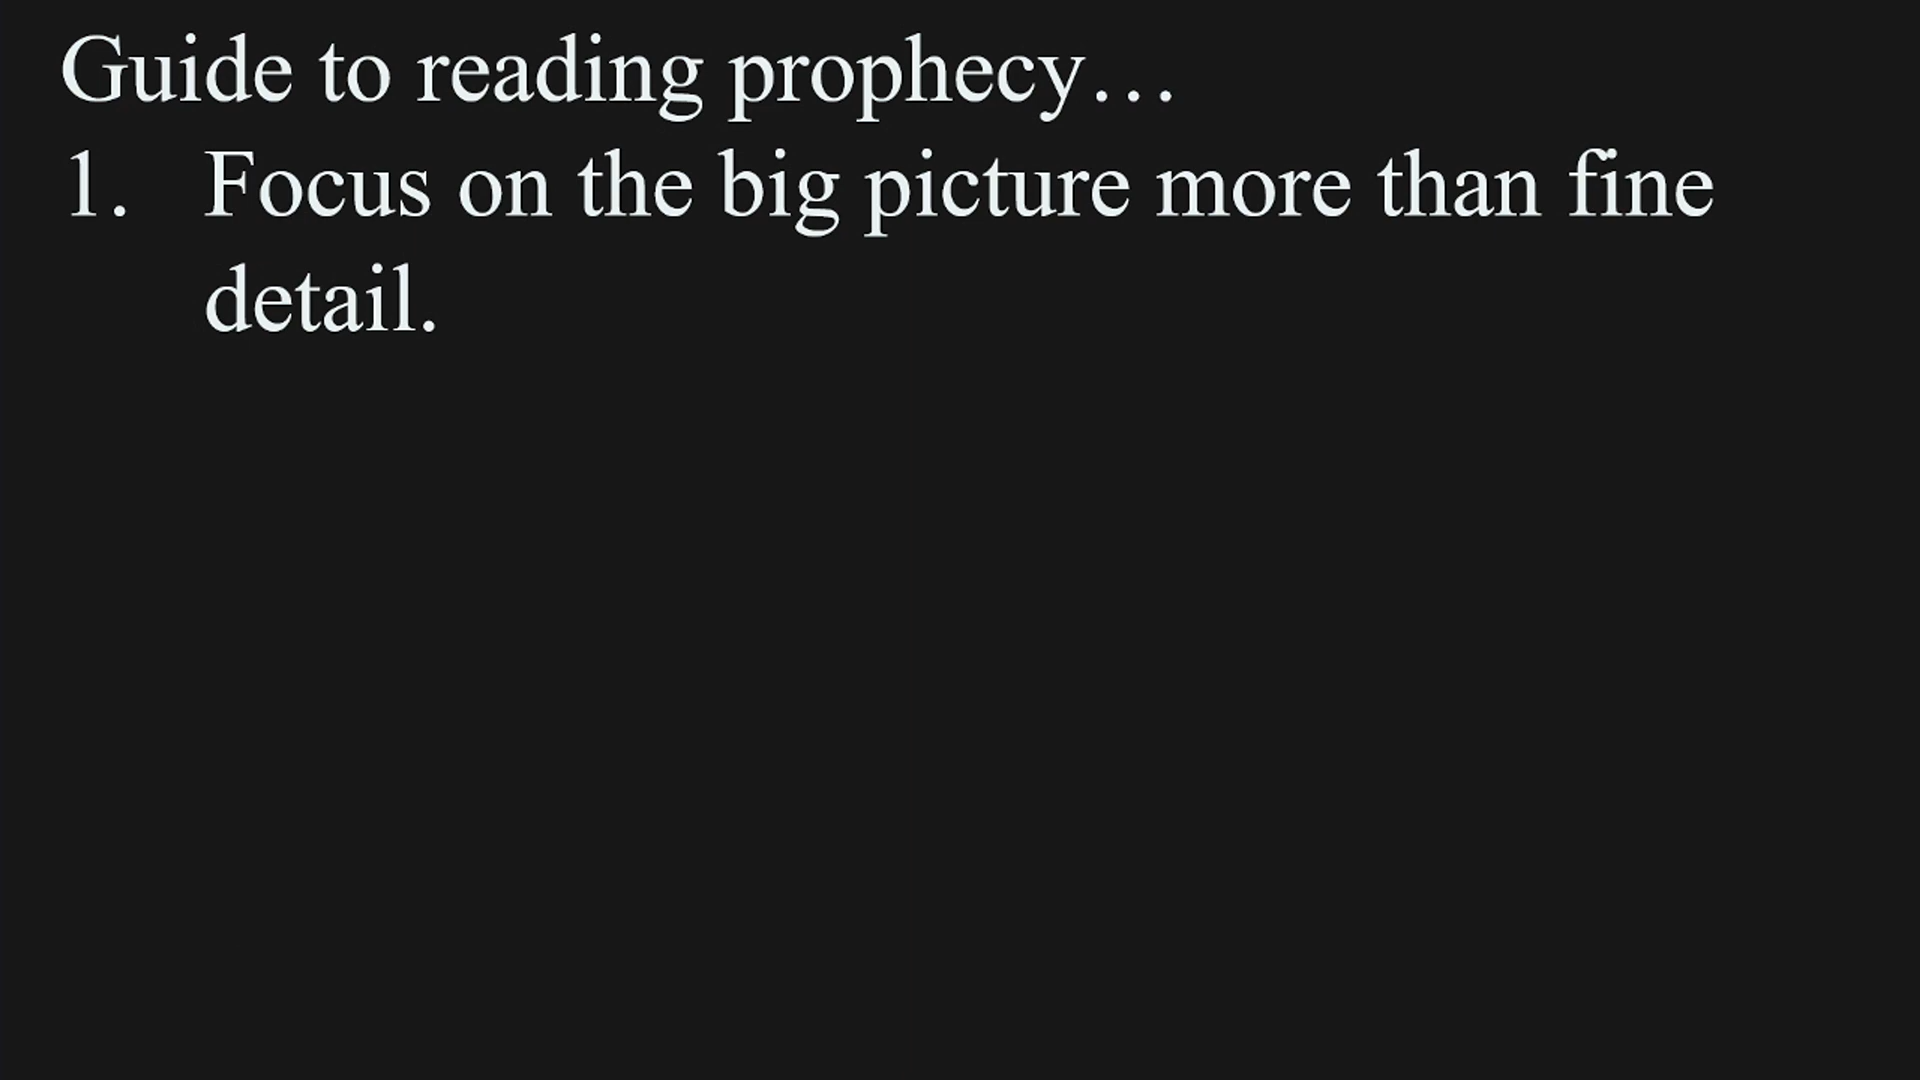 Guide to reading prophecy…
1. Focus on the big picture more than fine
detail.